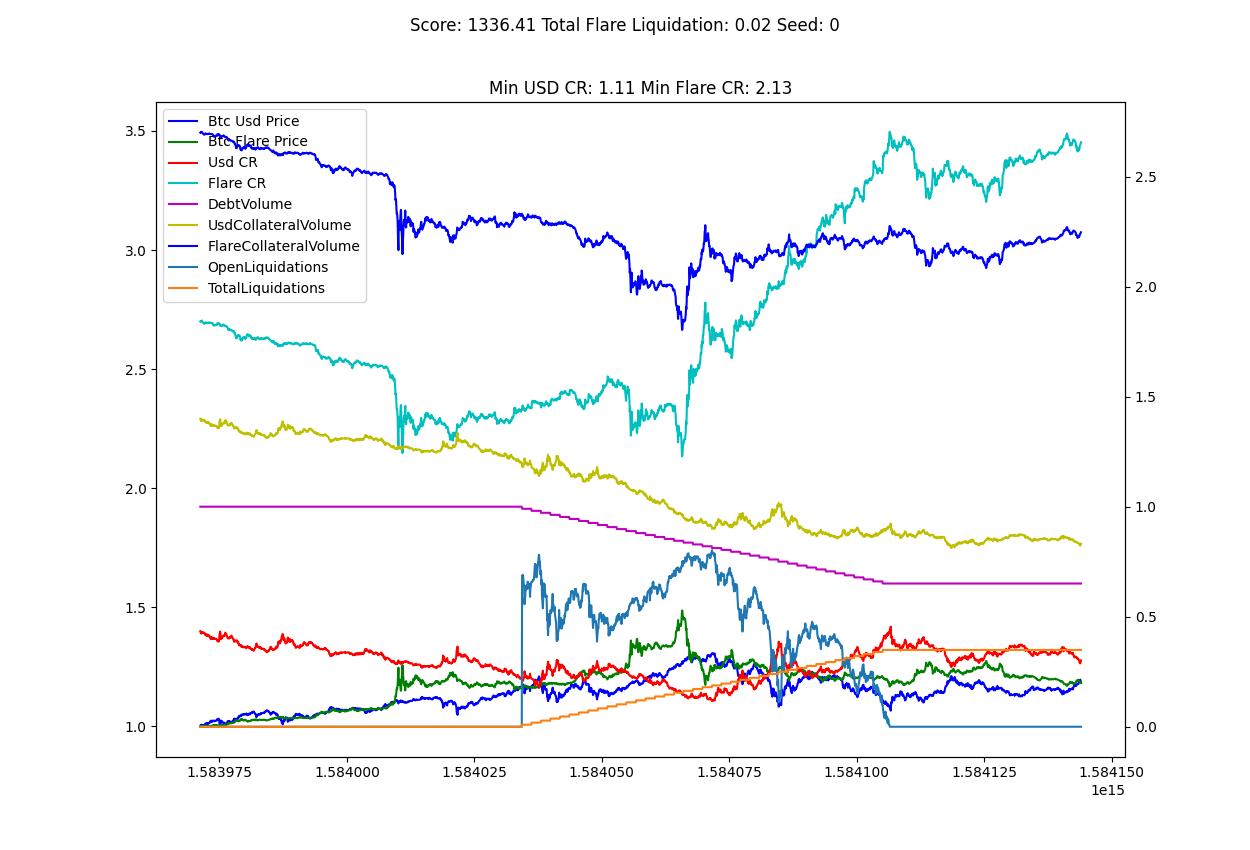 Score: 1336.41 Total Flare Liquidation: 0.02 Seed: 0
Min USD CR: 1.11 Min Flare CR: 2.13
Btc Usd Price
Btc Flare Price
Usd CR
Flare CR
DebtVolume
UsdCollateralVolume
FlareCollateralVolume
OpenLiquidations
TotalLiquidations
3.5
3.0
2.5
2.0
1.5
1.0
2.5
2.0
1.5
1.0
0.5
0.0
1.583975 1.584000 1.584025 1.584050 1.584075 1.584100 1.584125 1.584150
1e15